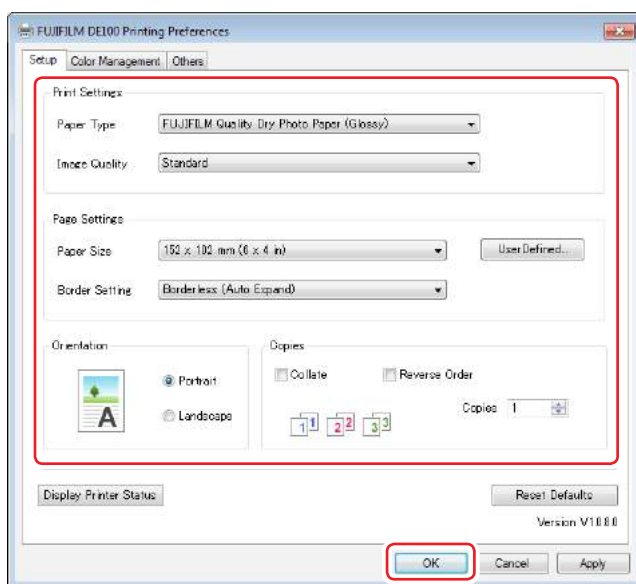 FUJIFILM DE100 Printing Preferences
Setup Color Management Others
Print Settings
Paper Type FUJIFILM Quality Dry Photo Paper (Glossy)
Image Quality Standard
Page Settings
Paper Size 152 x 102 mm (6 x 4 in) User Defined...
Border Setting Borderless (Auto Expand)
Orientation Copies
Portrait Collate Reverse Order
A Landscape Copies 1
1 1 2 2 3 3
Display Printer Status Reset Defaults
Version V1.0.8.0
OK Cancel Apply